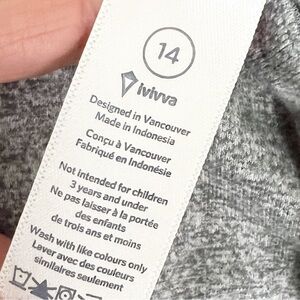 14
ivivva
Designed in Vancouver
Made in Indonesia
Conçu à Vancouver
Fabriqué en Indonésie
Not intended for children
3 years and under
Ne pas laisser à la portée
des enfants
de trois ans et moins
Wash with like colours only
Laver avec des couleurs
similaires seulement